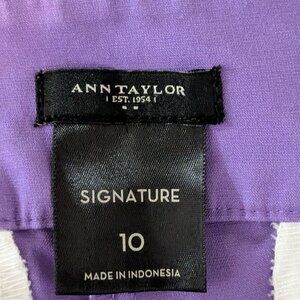 ANN TAYLOR
EST. 1954
SIGNATURE
10
MADE IN INDONESIA